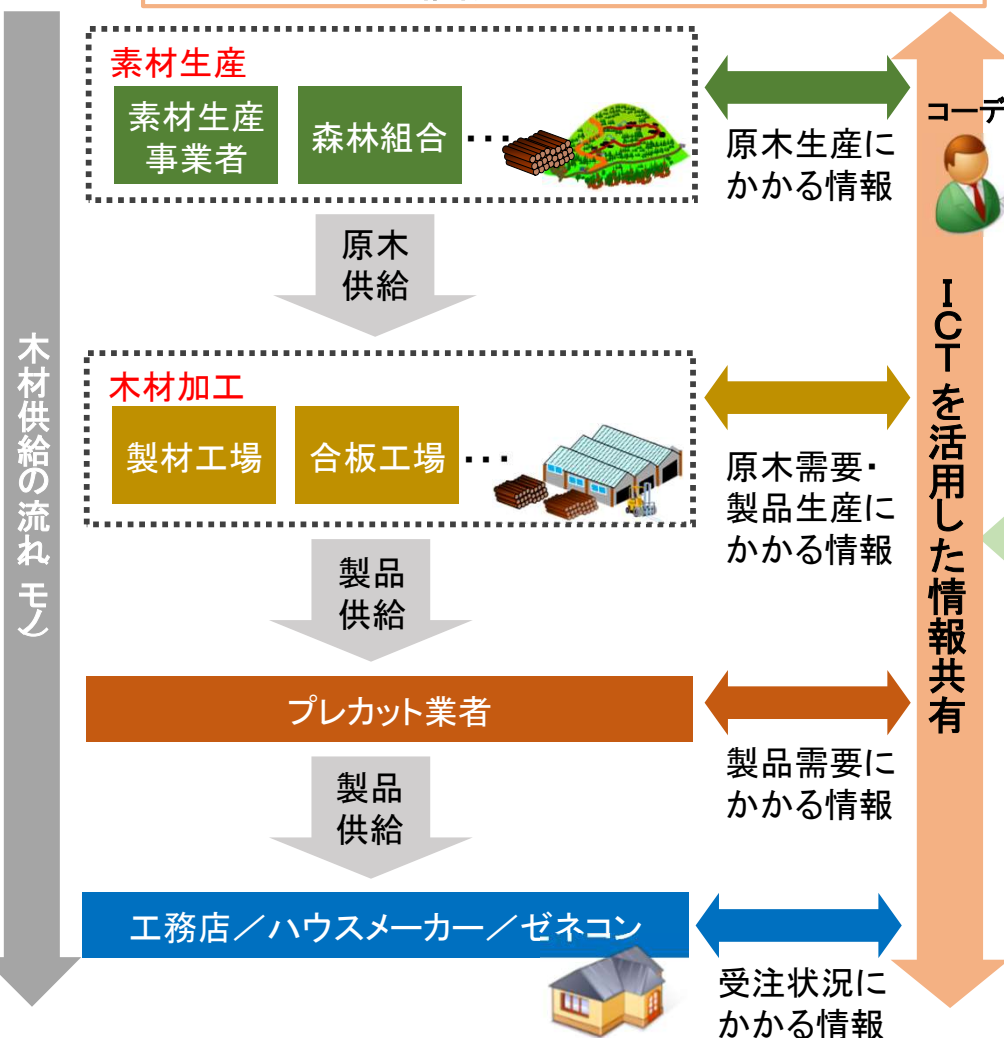 素材生産
素材生産
事業者
森林組合
・・・
原木生産に
かかる情報
コーデ
原木
供給
木材供給の流れ（モノ）
ICTを活用した情報共有
木材加工
製材工場
合板工場
・・・
原木需要・
製品生産に
かかる情報
製品
供給
プレカット業者
製品需要に
かかる情報
製品
供給
工務店／ハウスメーカー／ゼネコン
受注状況に
かかる情報